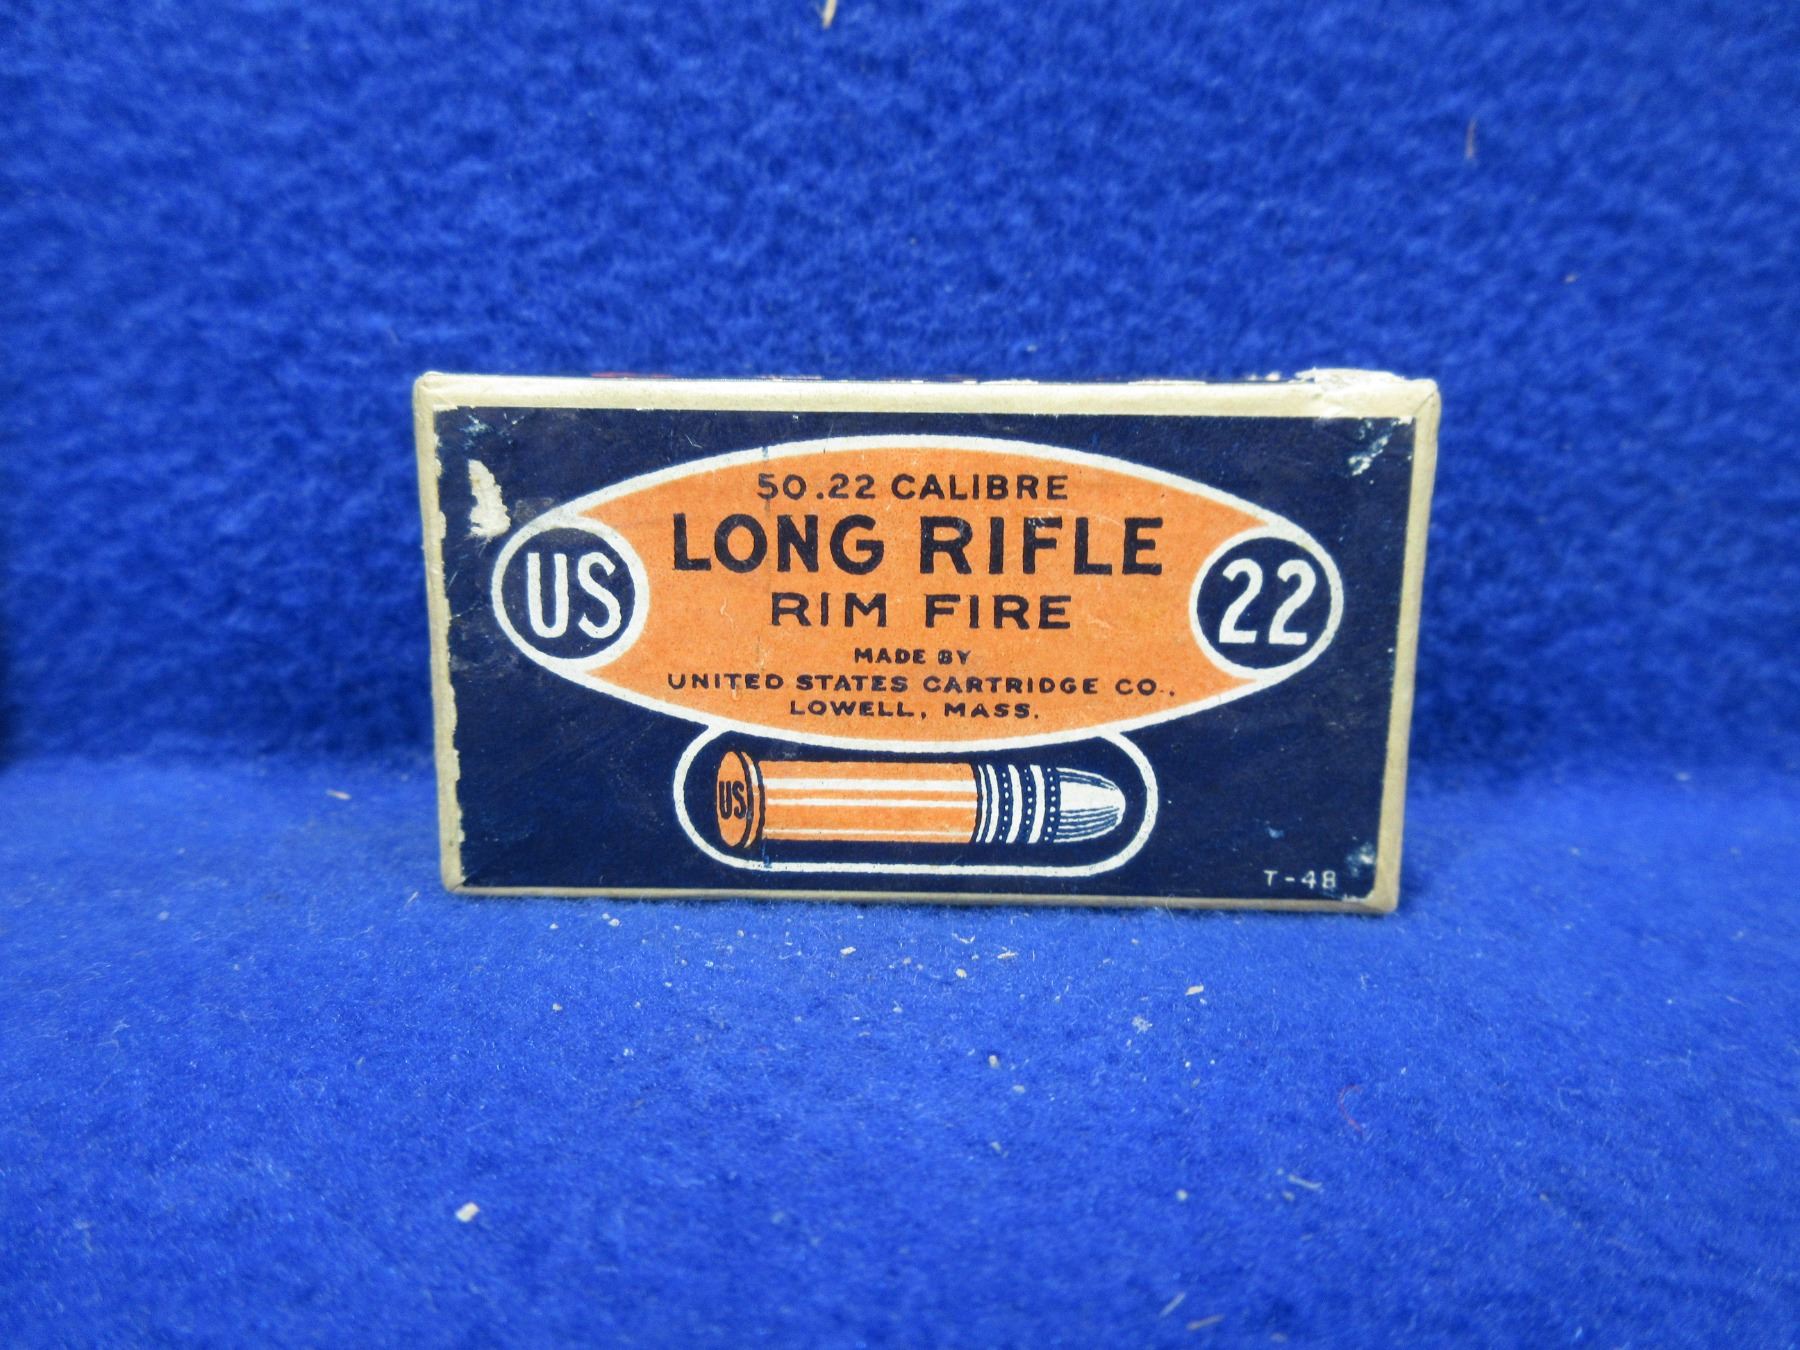 50 .22 CALIBRE
LONG RIFLE
RIM FIRE
US
22
MADE BY
UNITED STATES CARTRIDGE CO.,
LOWELL, MASS.
US
T-48